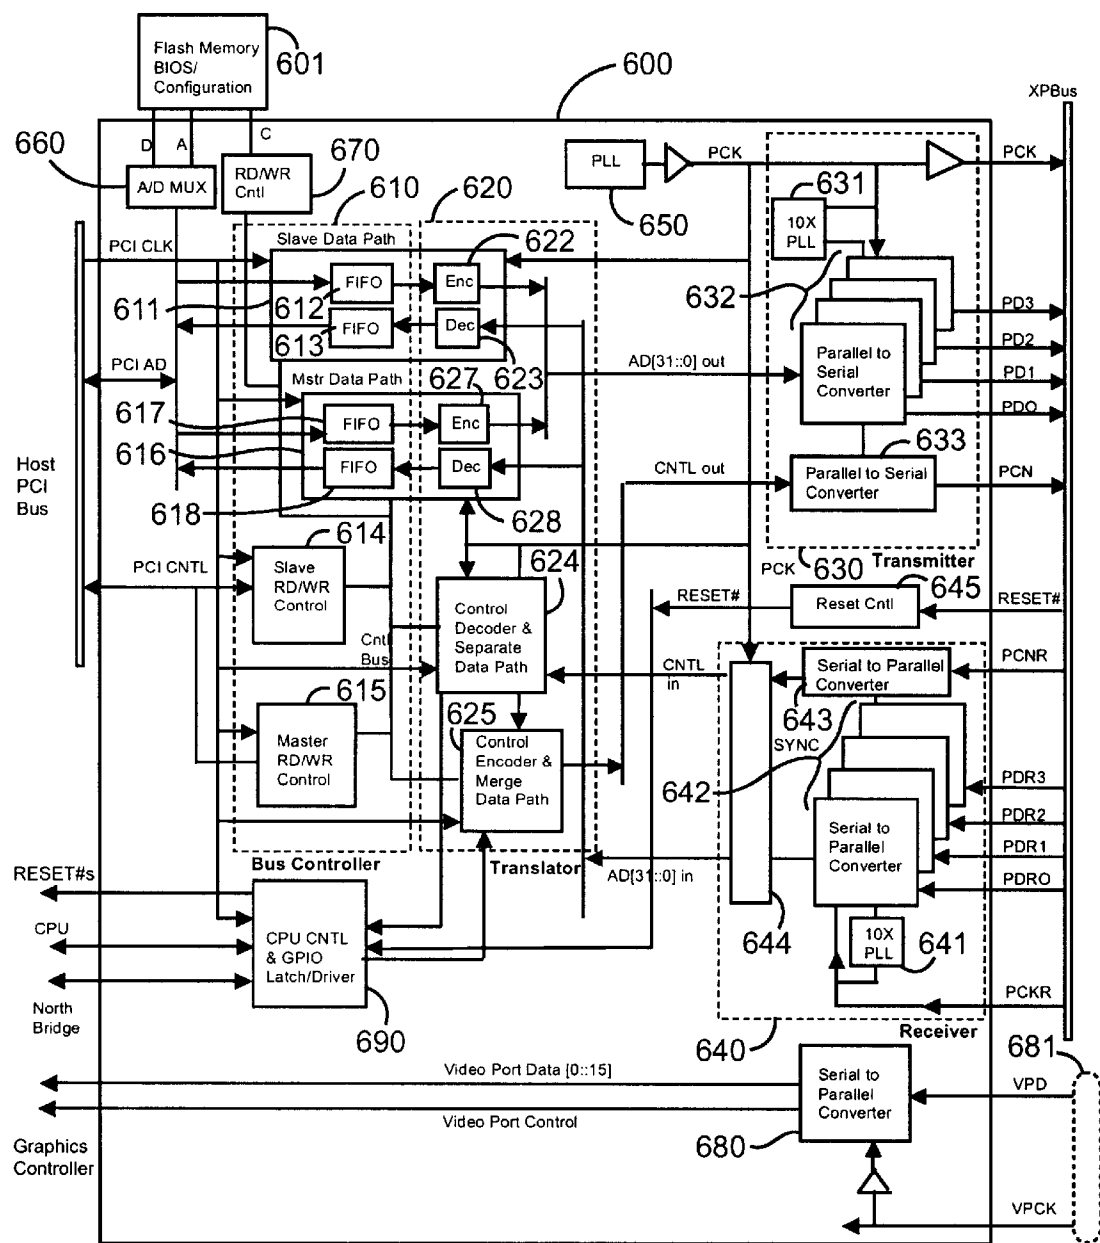 Flash Memory
BIOS/
Configuration
601
600
XPBus
D
A
C
660
A/D MUX
RD/WR
Cntl
670
610
620
PLL
650
PCK
PCK
631
10X
PLL
PCI CLK
Slave Data Path
622
611
612
FIFO
Enc
613
FIFO
Dec
623
632
Parallel to
Serial
Converter
PD3
PD2
PD1
PDO
PCI AD
AD[31::0] out
Mstr Data Path
627
617
FIFO
Enc
616
FIFO
Dec
618
628
633
CNTL out
Parallel to Serial
Converter
PCN
Host
PCI
Bus
614
624
PCK
630
Transmitter
PCI CNTL
Slave
RD/WR
Control
Control
Decoder &
Separate
Data Path
RESET#
Reset Cntl
645
RESET#
Cntl
Bus
CNTL
in
Serial to Parallel
Converter
PCNR
643
615
625
SYNC
Master
RD/WR
Control
Control
Encoder &
Merge
Data Path
642
PDR3
PDR2
PDR1
PDRO
Serial to
Parallel
Converter
Bus Controller
Translator
AD[31::0] in
RESET#s
CPU
CPU CNTL
& GPIO
Latch/Driver
644
10X
PLL
641
PCKR
North
Bridge
690
640
Receiver
681
Video Port Data [0::15]
Serial to
Parallel
Converter
VPD
Video Port Control
680
Graphics
Controller
VPCK